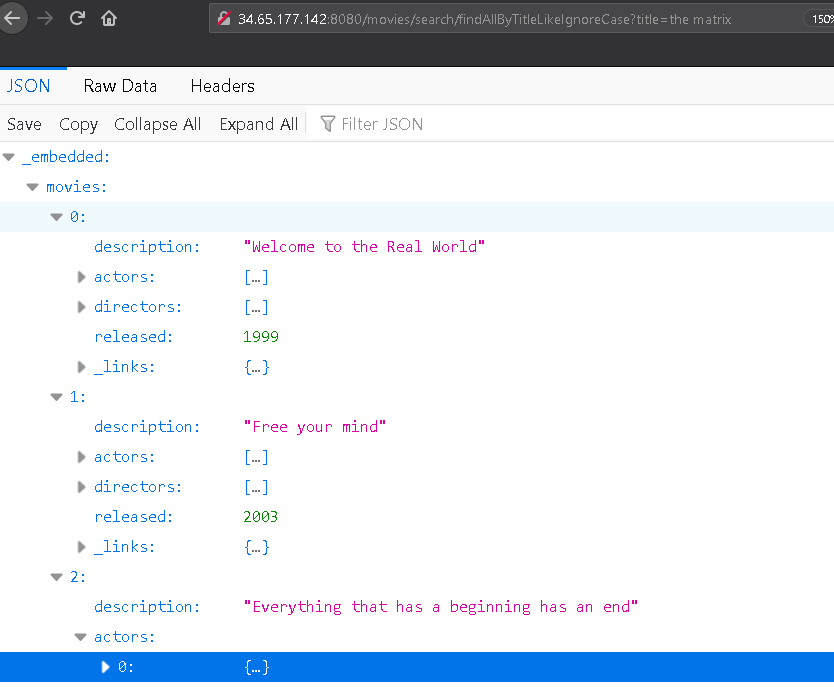 34.65.177.142:8080/movies/search/findAllByTitleLikeIgnoreCase?title=the matrix 150%
JSON Raw Data Headers
Save Copy Collapse All Expand All Filter JSON
_embedded:
movies:
0:
description: "Welcome to the Real World"
actors: […]
directors: […]
released: 1999
_links: {…}
1:
description: "Free your mind"
actors: […]
directors: […]
released: 2003
_links: {…}
2:
description: "Everything that has a beginning has an end"
actors:
0: {…}